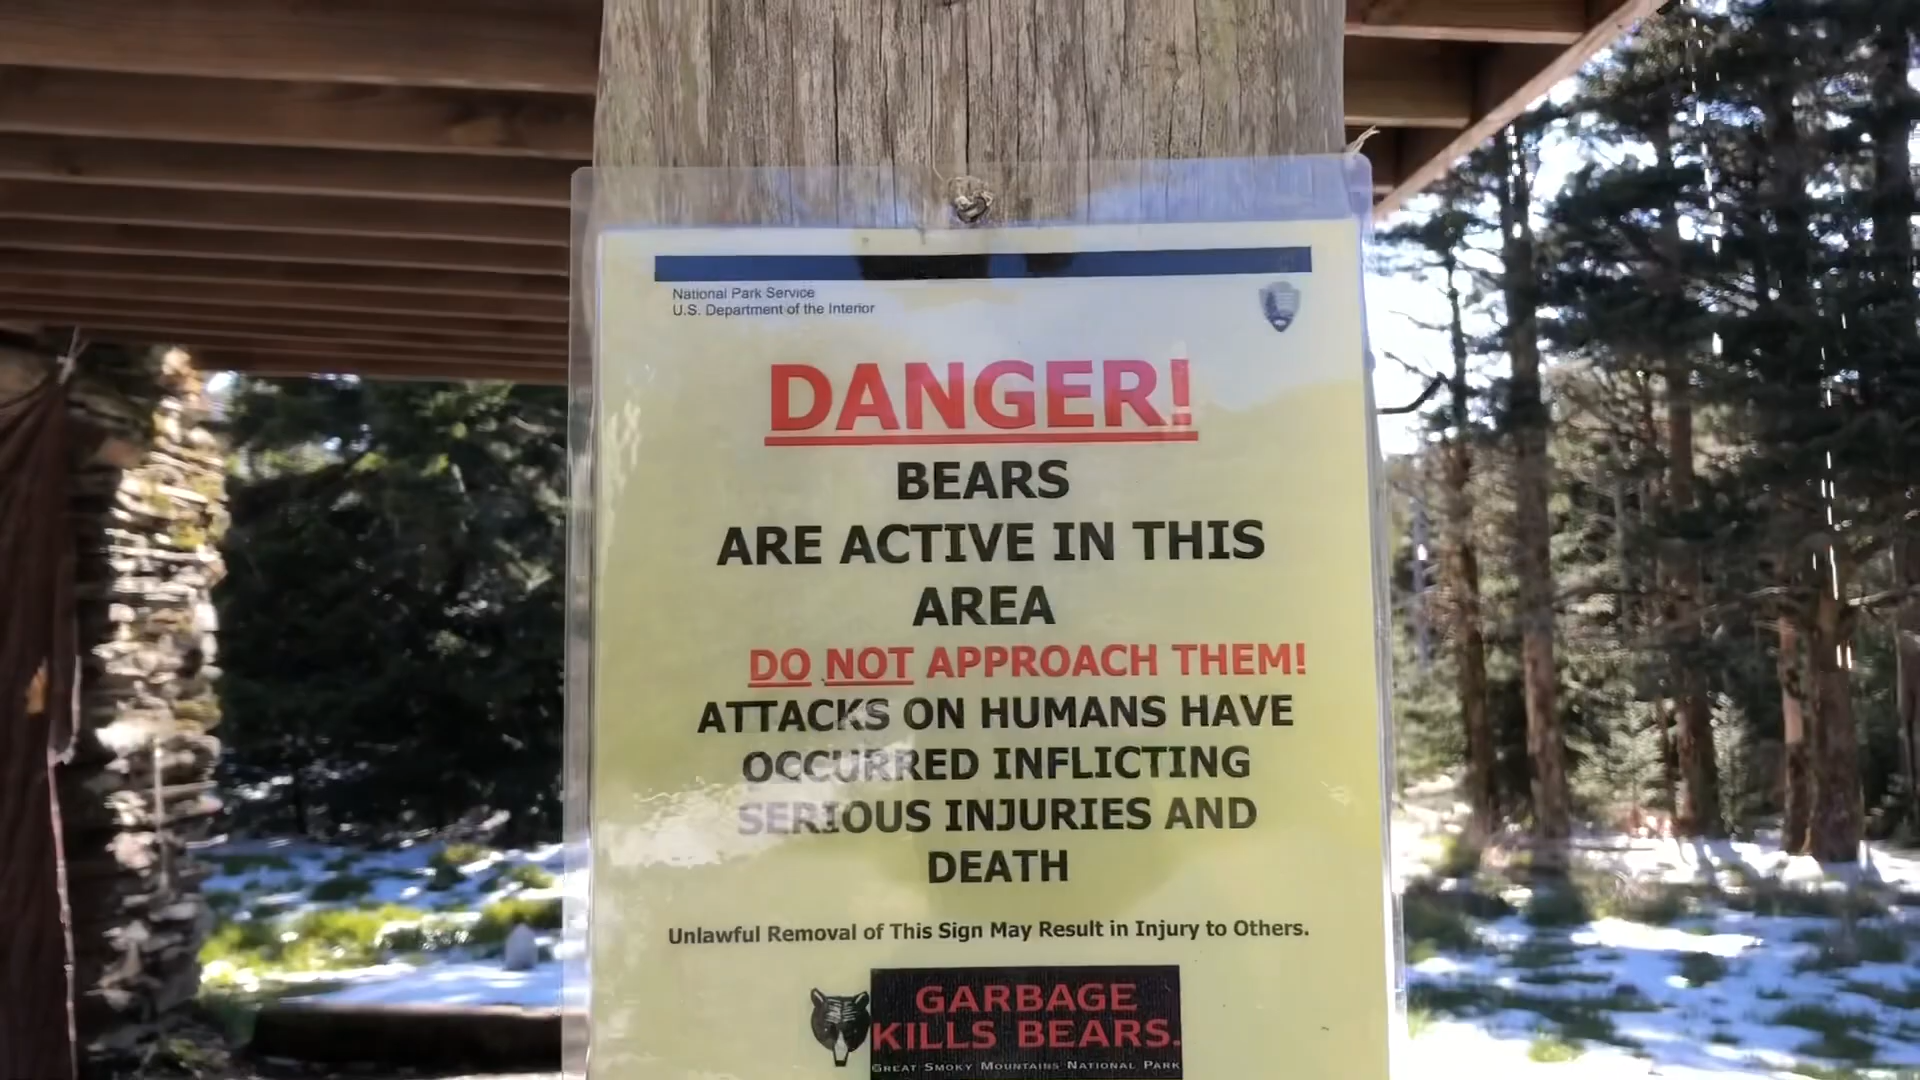 National Park Service
U.S. Department of the Interior
DANGER!
BEARS
ARE ACTIVE IN THIS
AREA
DO NOT APPROACH THEM!
ATTACKS ON HUMANS HAVE
OCCURRED INFLICTING
SERIOUS INJURIES AND
DEATH
Unlawful Removal of This Sign May Result in Injury to Others.
GARBAGE
KILLS BEARS.
GREAT SMOKY MOUNTAINS NATIONAL PARK